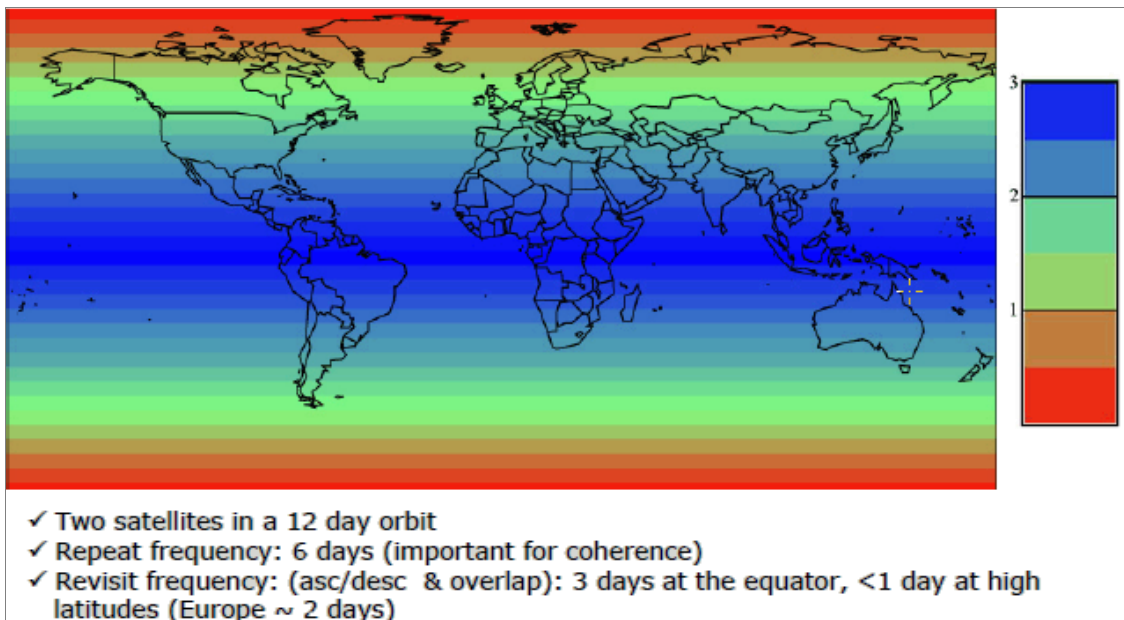 3
2
1
✓ Two satellites in a 12 day orbit
✓ Repeat frequency: 6 days (important for coherence)
✓ Revisit frequency: (asc/desc & overlap): 3 days at the equator, <1 day at high
latitudes (Europe ~ 2 days)